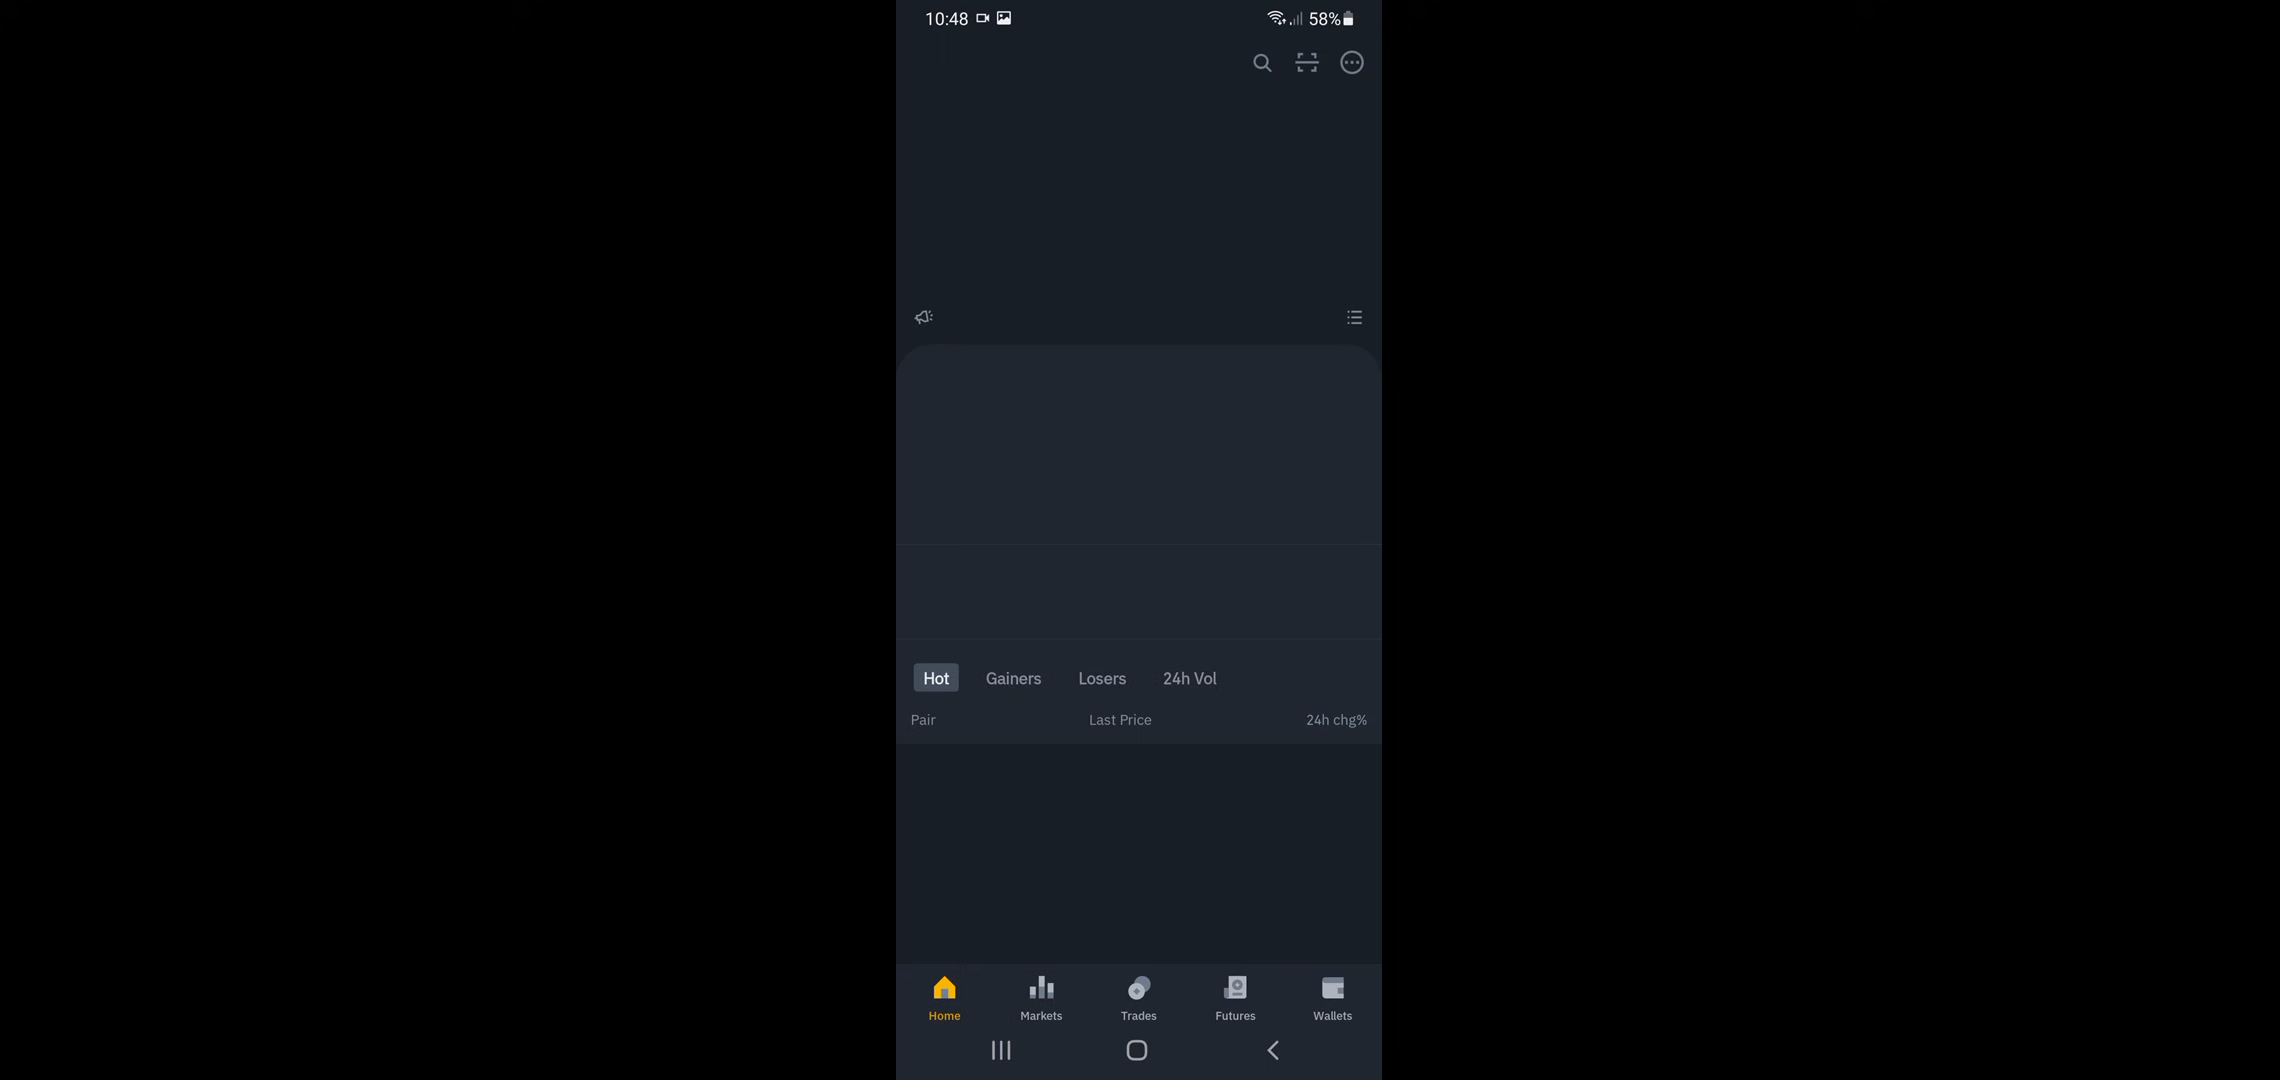 10:48 58%
Hot Gainers Losers 24h Vol
Pair Last Price 24h chg%
Home Markets Trades Futures Wallets